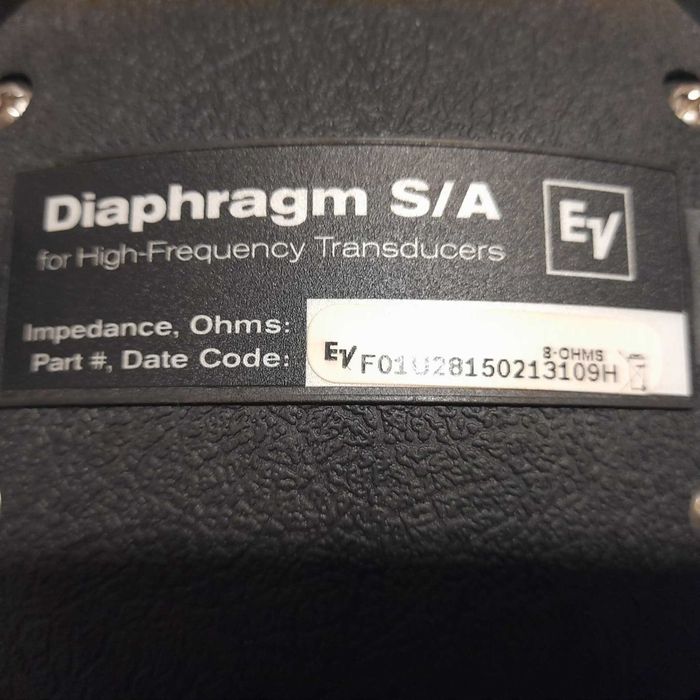 Diaphragm S/A
EV
for High-Frequency Transducers
Impedance, Ohms:
8-OHMS
Part #, Date Code:
EV F01U28150213109H